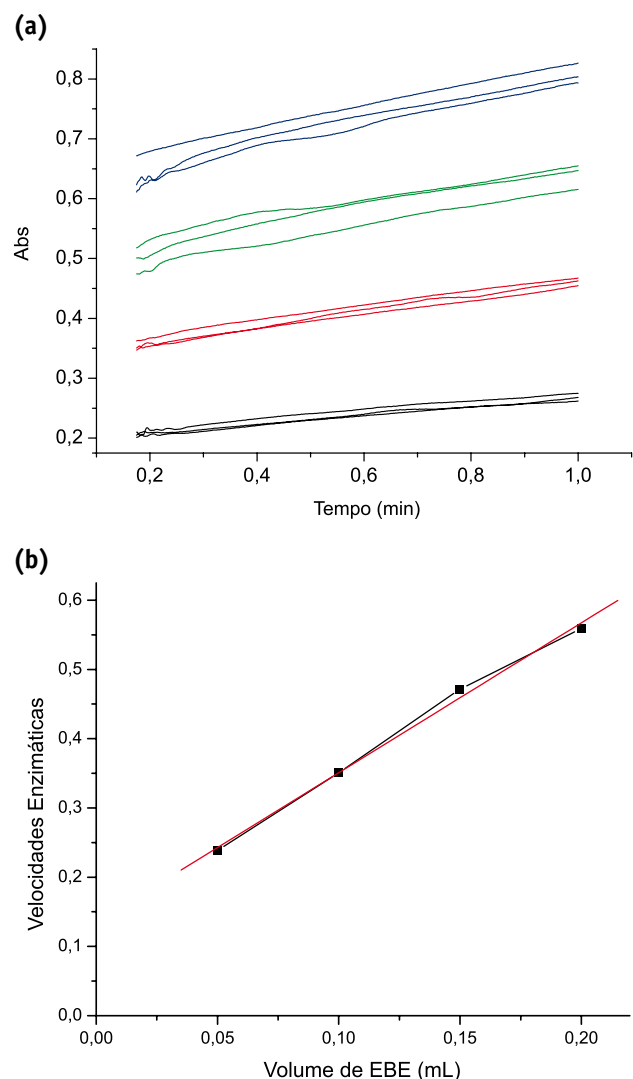 (a)
0,8
0,7
0,6
0,5
0,4
0,3
0,2
Abs
0,2 0,4 0,6 0,8 1,0
Tempo (min)
(b)
0,6
0,5
0,4
0,3
0,2
0,1
0,0
Velocidades Enzimáticas
0,00 0,05 0,10 0,15 0,20
Volume de EBE (mL)